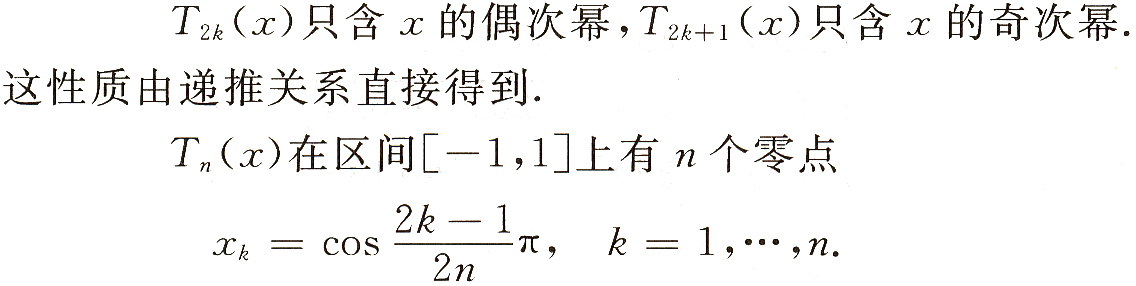 T_{2k}(x)只含 x 的偶次幂,T_{2k+1}(x)只含 x 的奇次幂.
这性质由递推关系直接得到.
T_n(x)在区间[-1,1]上有 n 个零点
x_k = cos \frac{2k-1}{2n}π, k = 1,⋯,n.